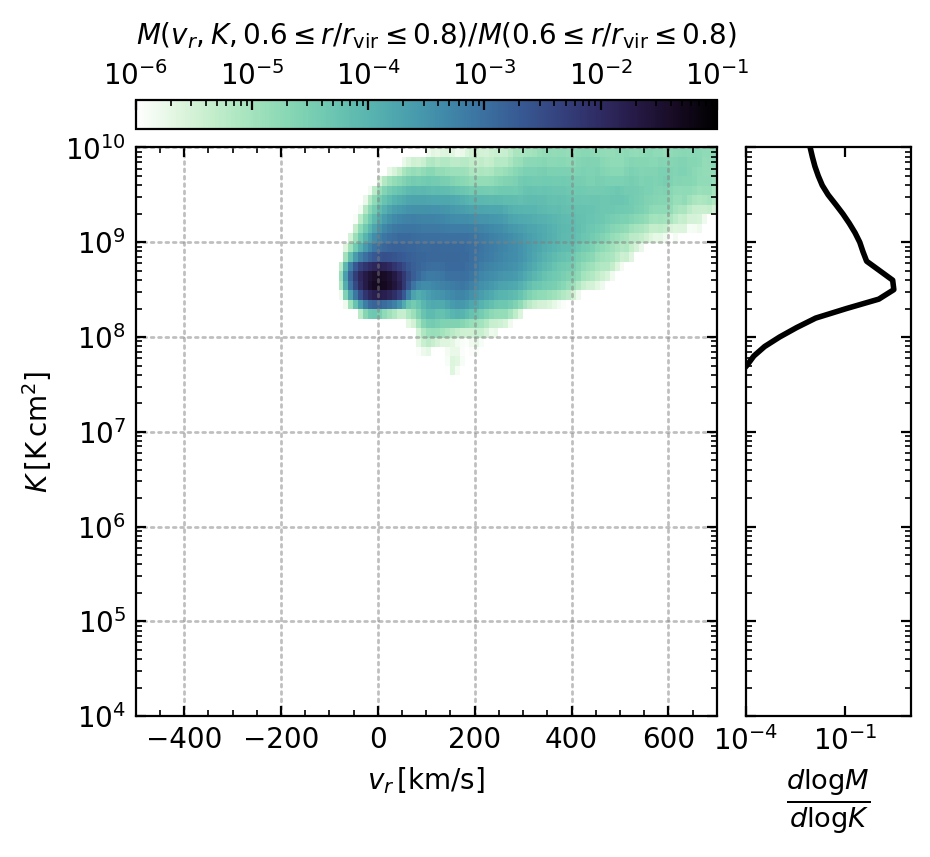 M(v_r, K, 0.6 ≤ r/r_vir ≤ 0.8)/M(0.6 ≤ r/r_vir ≤ 0.8)
10^−6 10^−5 10^−4 10^−3 10^−2 10^−1
10^10
10^9
10^8
10^7
10^6
10^5
10^4
K [K cm^2]
−400 −200 0 200 400 600
v_r [km/s]
10^−4 10^−1
dlogM
dlogK